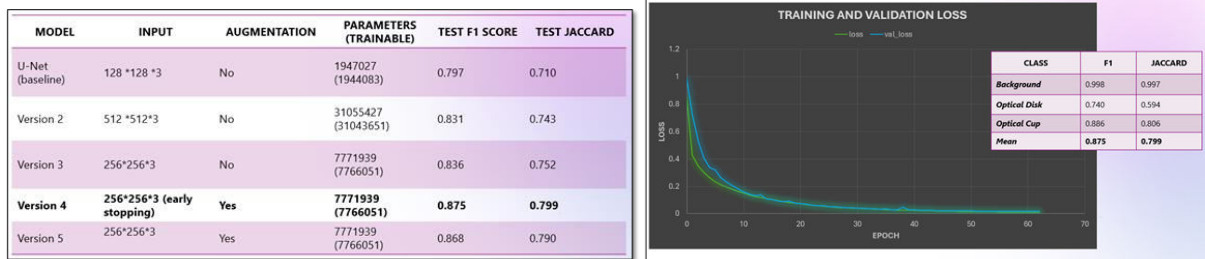 MODEL INPUT AUGMENTATION PARAMETERS (TRAINABLE) TEST F1 SCORE TEST JACCARD
U-Net (baseline) 128 *128 *3 No 1947027 (1944083) 0.797 0.710
Version 2 512 *512*3 No 31055427 (31043651) 0.831 0.743
Version 3 256*256*3 No 7771939 (7766051) 0.836 0.752
Version 4 256*256*3 (early stopping) Yes 7771939 (7766051) 0.875 0.799
Version 5 256*256*3 Yes 7771939 (7766051) 0.868 0.790
TRAINING AND VALIDATION LOSS
loss val_loss
1.2
1
0.8
0.6
0.4
0.2
0
LOSS
0 10 20 30 40 50 60 70
EPOCH
CLASS F1 JACCARD
Background 0.998 0.997
Optical Disk 0.740 0.594
Optical Cup 0.886 0.806
Mean 0.875 0.799